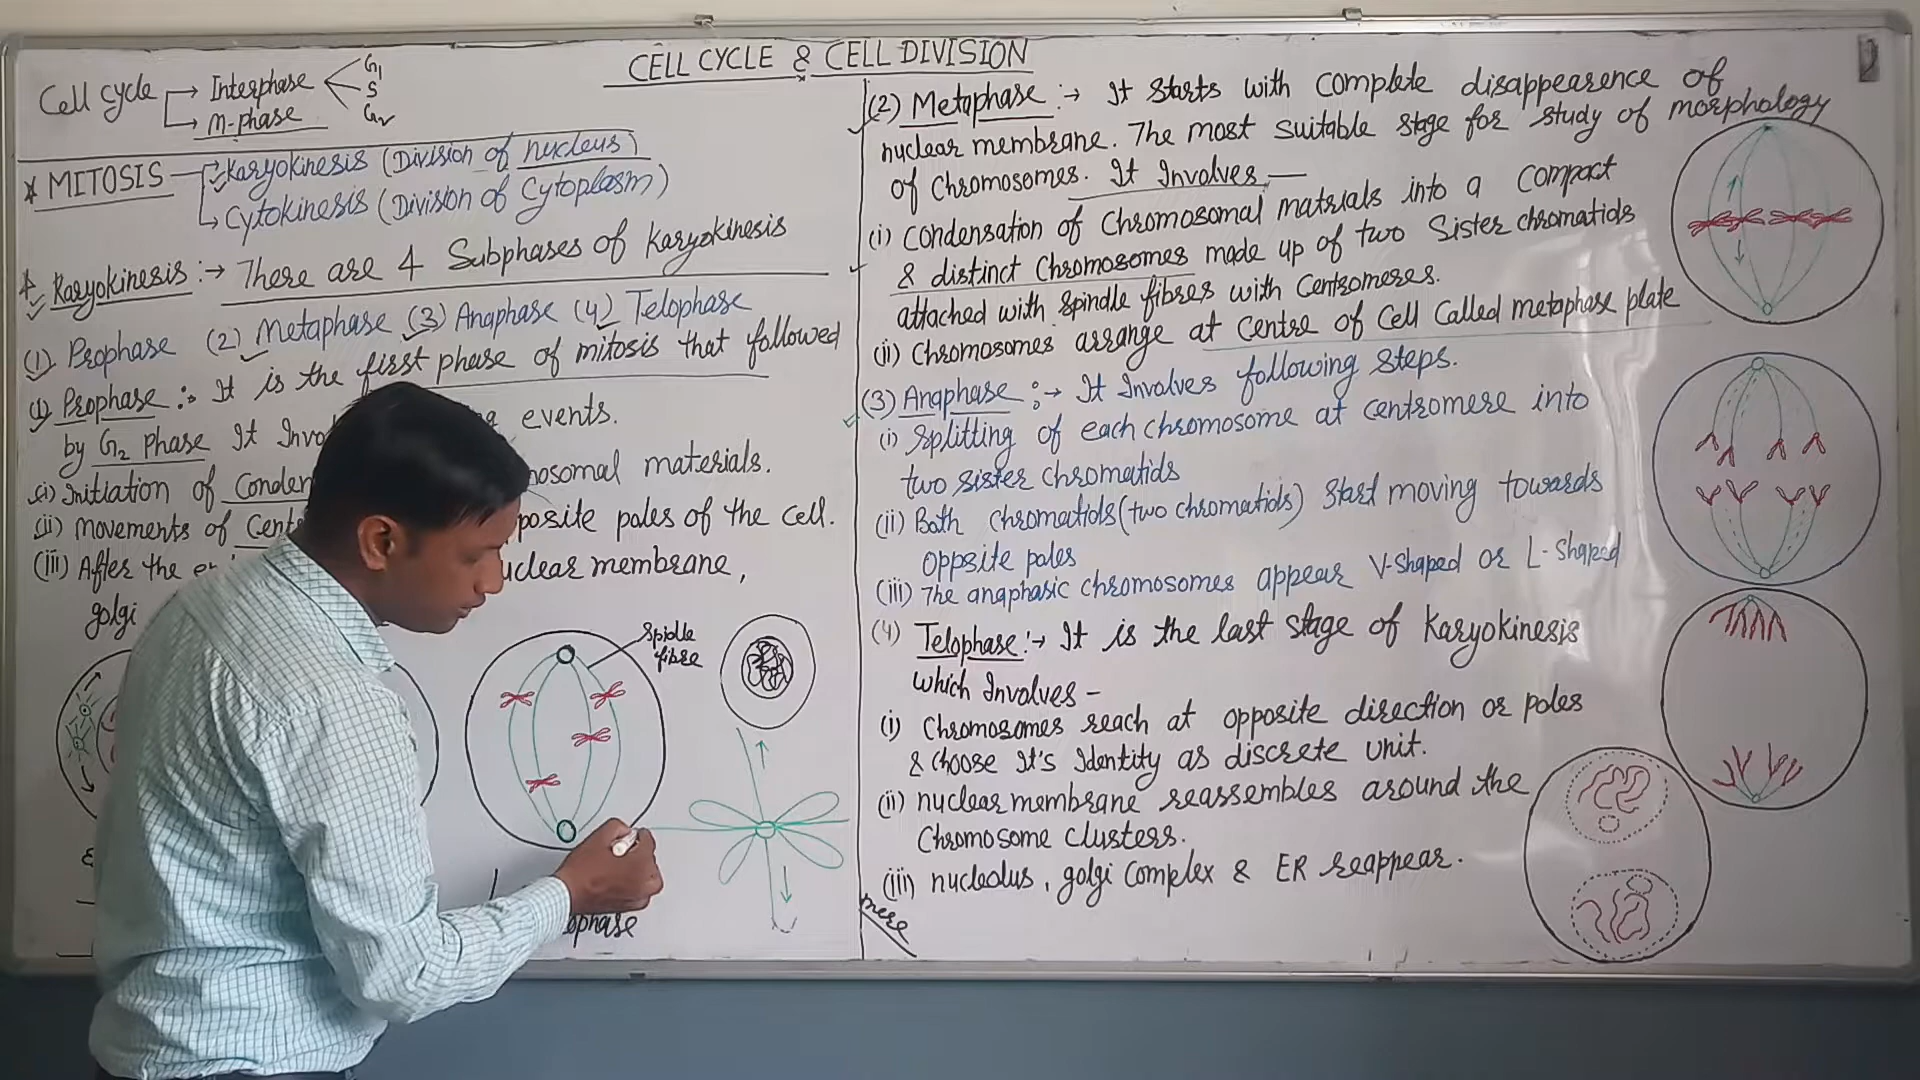 CELL CYCLE & CELL DIVISION
Cell cycle → Interphase G1
S
G2
→ M-phase
* MITOSIS → Karyokinesis (Division of nucleus)
→ Cytokinesis (Division of Cytoplasm)
* Karyokinesis :→ There are 4 Subphases of Karyokinesis
(1) Prophase (2) Metaphase (3) Anaphase (4) Telophase
(1) Prophase :→ It is the first phase of mitosis that followed
by G2 Phase It events.
(i) Initiation of materials.
(ii) Movements of poles of the cell.
(iii) After the membrane,
golgi
Spidle
fibre
(2) Metaphase :→ It starts with complete disappearence of
nuclear membrane. The most suitable stage for study of morphology
of Chromosomes. It Involves —
(i) Condensation of Chromosomal matrials into a compact
& distinct Chromosomes made up of two Sister chromatids
attached with spindle fibres with Centromeres.
(ii) Chromosomes arrange at centre of cell called metaphase plate
(3) Anaphase :→ It Involves following steps.
(i) Splitting of each chromosome at centromere into
two sister chromatids
(ii) Both Chromatids (two chromatids) start moving towards
opposite poles
(iii) The anaphasic chromosomes appear V-shaped or L-shaped
(4) Telophase :→ It is the last stage of Karyokinesis
which Involves -
(i) Chromosomes reach at opposite direction or poles
& choose It's Identity as discrete unit.
(ii) nuclear membrane reassembles around the
Chromosome clusters.
(iii) nucleolus, golgi complex & ER reappear.
mere